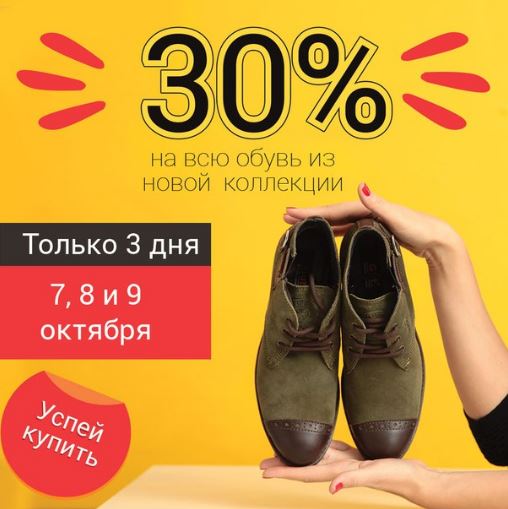 30%
на всю обувь из
новой коллекции
Только 3 дня
7, 8 и 9
октября
Успей
купить